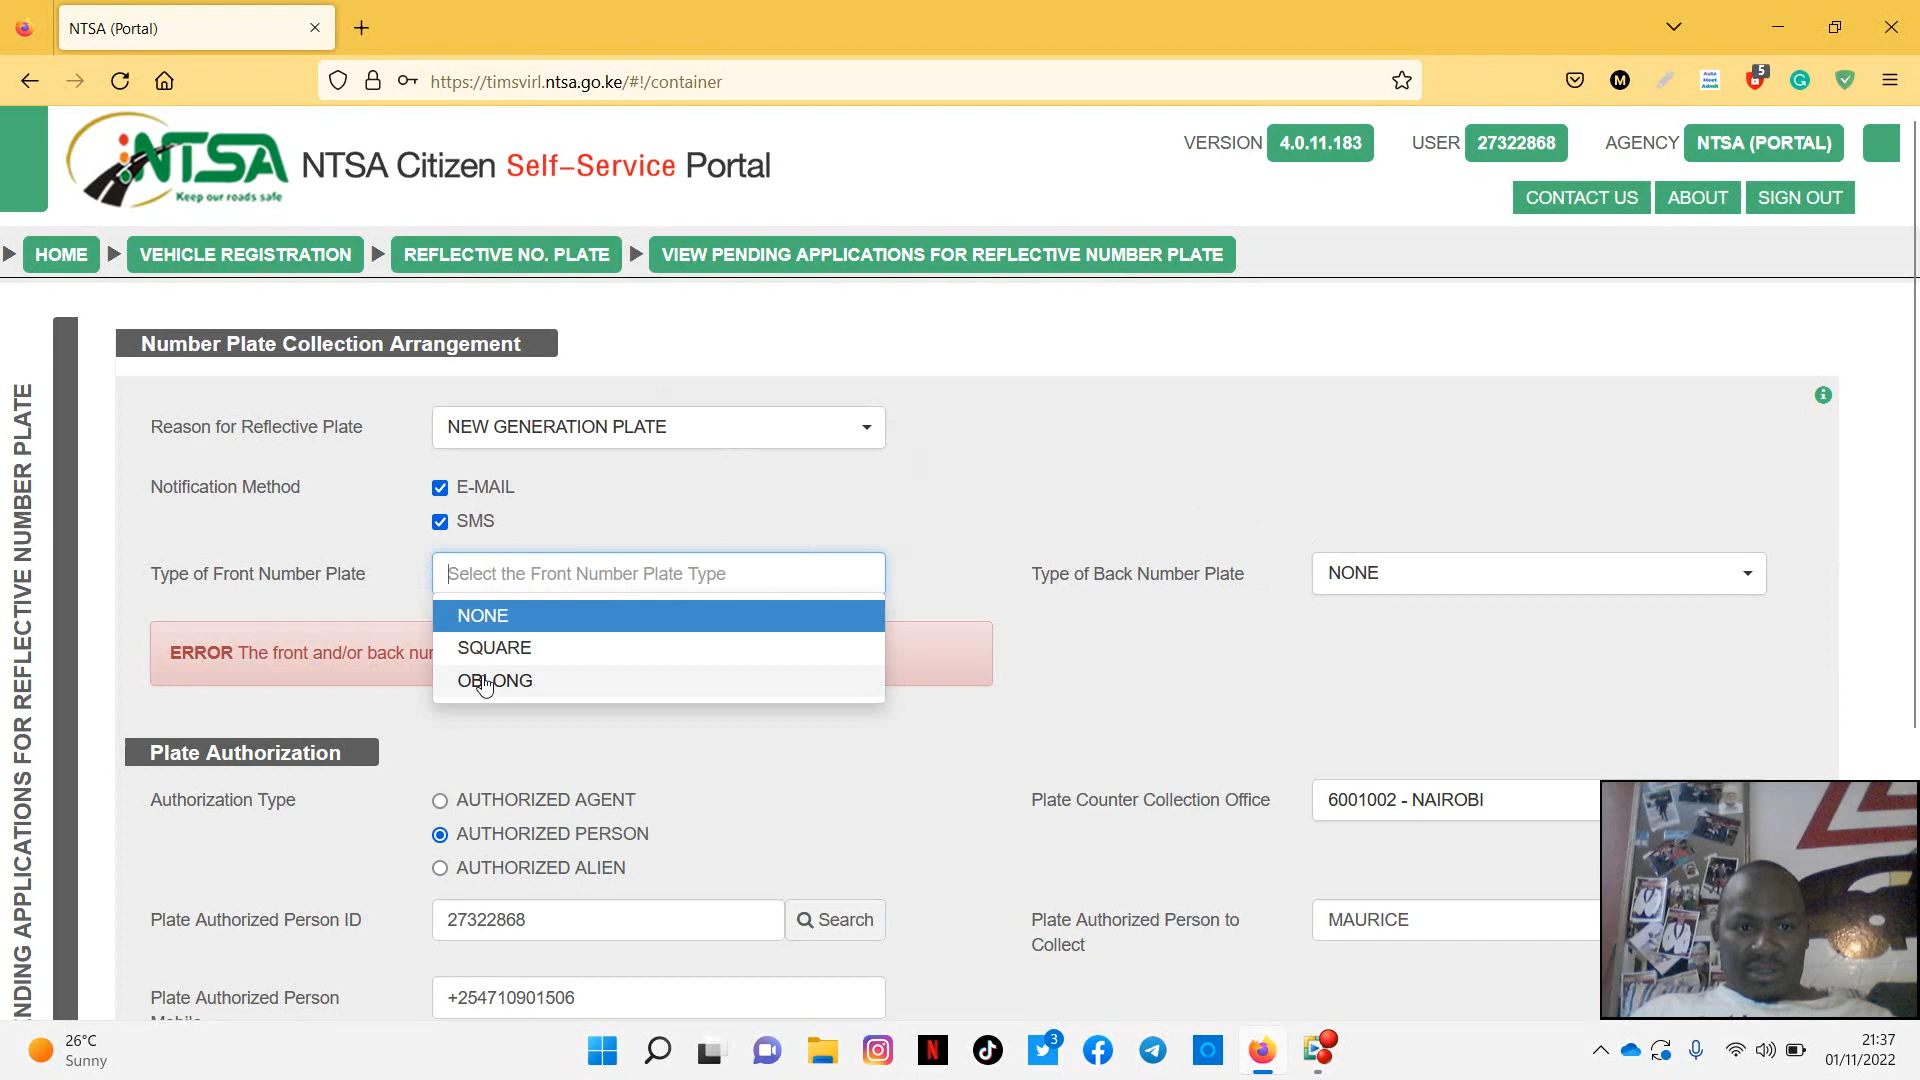 NTSA (Portal)
https://timsvirl.ntsa.go.ke/#!/container
5
NTSA
Keep our roads safe
NTSA Citizen Self-Service Portal
VERSION 4.0.11.183 USER 27322868 AGENCY NTSA (PORTAL)
CONTACT US ABOUT SIGN OUT
HOME VEHICLE REGISTRATION REFLECTIVE NO. PLATE VIEW PENDING APPLICATIONS FOR REFLECTIVE NUMBER PLATE
NDING APPLICATIONS FOR REFLECTIVE NUMBER PLATE
Number Plate Collection Arrangement
Reason for Reflective Plate NEW GENERATION PLATE
Notification Method E-MAIL
SMS
Type of Front Number Plate Select the Front Number Plate Type Type of Back Number Plate NONE
NONE
SQUARE
OBLONG
ERROR The front and/or back nu
Plate Authorization
Authorization Type AUTHORIZED AGENT Plate Counter Collection Office 6001002 - NAIROBI
AUTHORIZED PERSON
AUTHORIZED ALIEN
Plate Authorized Person ID 27322868 Search Plate Authorized Person to MAURICE
Collect
Plate Authorized Person +254710901506
26°C
Sunny
3
21:37
01/11/2022